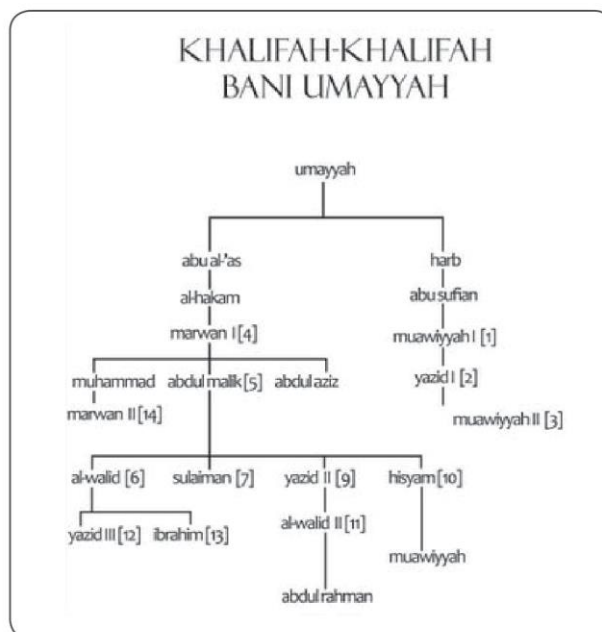 KHALIFAH-KHALIFAH
BANI UMAYYAH
umayyah
abu al-'as harb
al-hakam abu sufian
marwan I [4] muawiyyah I [1]
muhammad abdul malik [5] abdul aziz yazid I [2]
marwan II [14] muawiyyah II [3]
al-walid [6] sulaiman [7] yazid II [9] hisyam [10]
yazid III [12] ibrahim [13] al-walid II [11]
muawiyyah
abdul rahman